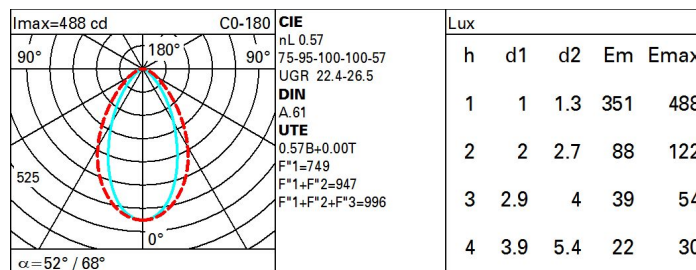 Imax=488 cd C0-180
90° 180° 90°
525
0°
α=52° / 68°
CIE
nL 0.57
75-95-100-100-57
UGR 22.4-26.5
DIN
A.61
UTE
0.57B+0.00T
F"1=749
F"1+F"2=947
F"1+F"2+F"3=996
Lux
h d1 d2 Em Emax
1 1 1.3 351 488
2 2 2.7 88 122
3 2.9 4 39 54
4 3.9 5.4 22 30